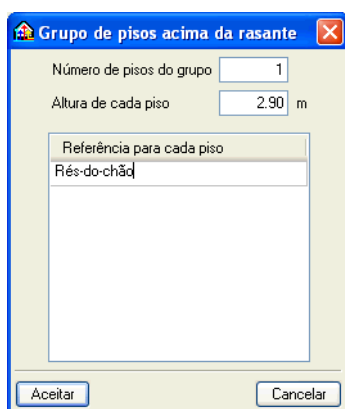 Grupo de pisos acima da rasante
Número de pisos do grupo 1
Altura de cada piso 2.90 m
Referência para cada piso
Rés-do-chão
Aceitar Cancelar